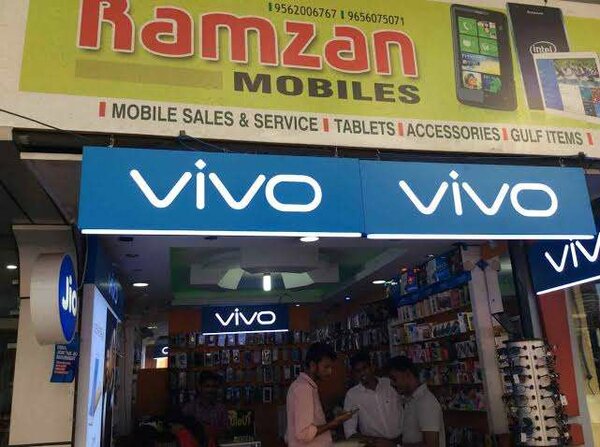 9562006767 9656075071
Ramzan
MOBILES
MOBILE SALES & SERVICE TABLETS ACCESSORIES GULF ITEMS
intel
vivo vivo
vivo
vivo
Jio